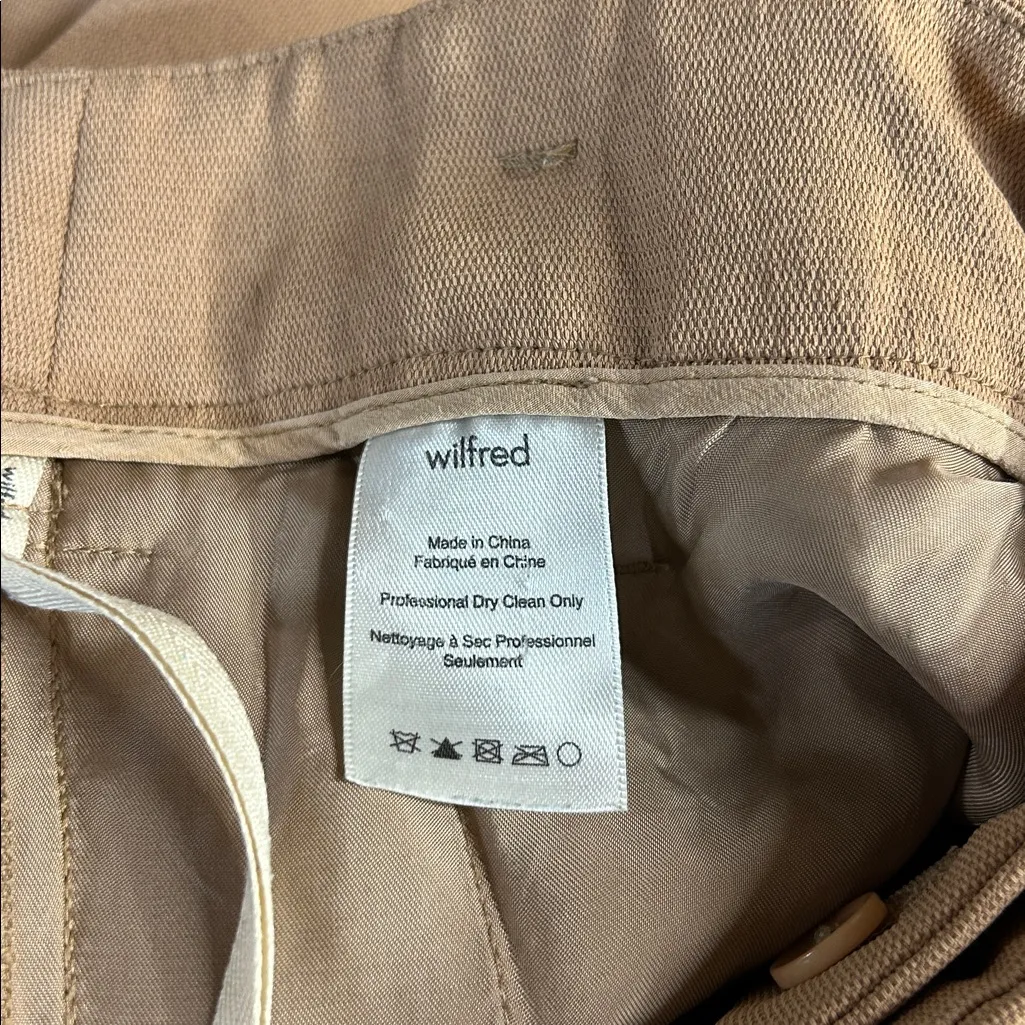 wilfred
Made in China
Fabriqué en Chine
Professional Dry Clean Only
Nettoyage à Sec Professionnel
Seulement